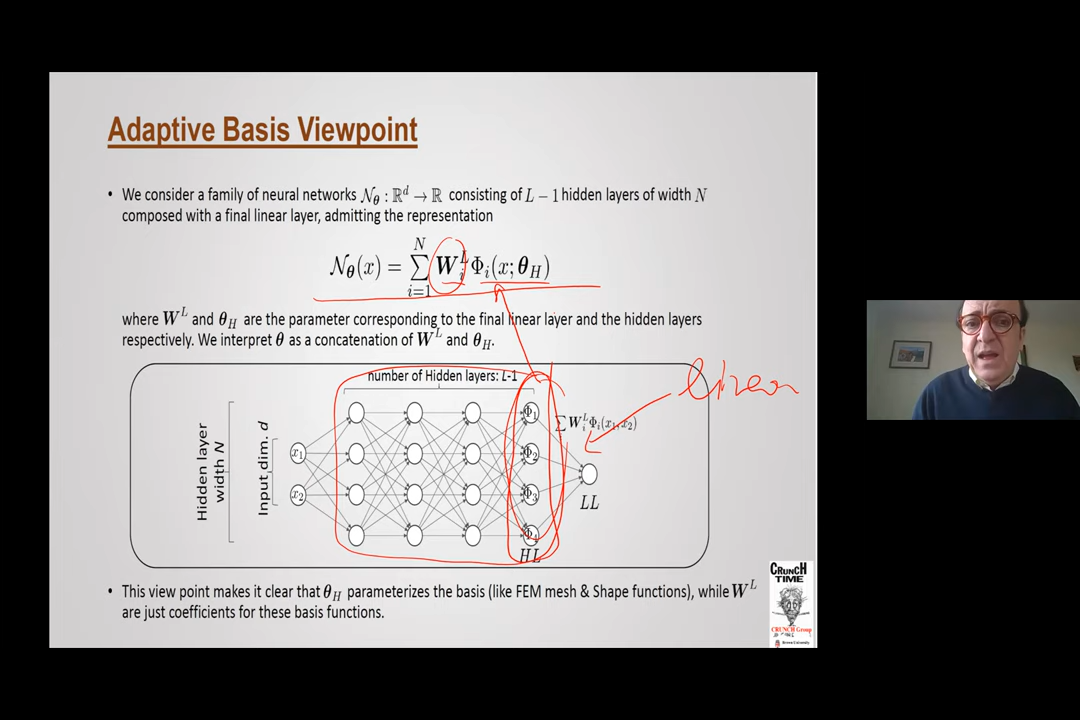 Adaptive Basis Viewpoint
• We consider a family of neural networks 𝒩_θ : ℝ^d → ℝ consisting of L − 1 hidden layers of width N
composed with a final linear layer, admitting the representation
𝒩_θ(x) = ∑_{i=1}^{N} W_i^L Φ_i(x; θ_H)
where W^L and θ_H are the parameter corresponding to the final linear layer and the hidden layers
respectively. We interpret θ as a concatenation of W^L and θ_H.
number of Hidden layers: L-1
linear
Hidden layer
width N
Input dim. d
x_1
x_2
Φ_1
Φ_2
Φ_3
Φ_4
∑ W_i^L Φ_i(x_1, x_2)
LL
HL
• This view point makes it clear that θ_H parameterizes the basis (like FEM mesh & Shape functions), while W^L
are just coefficients for these basis functions.
CRUNCH
TIME
CRUNCH Group
Brown University